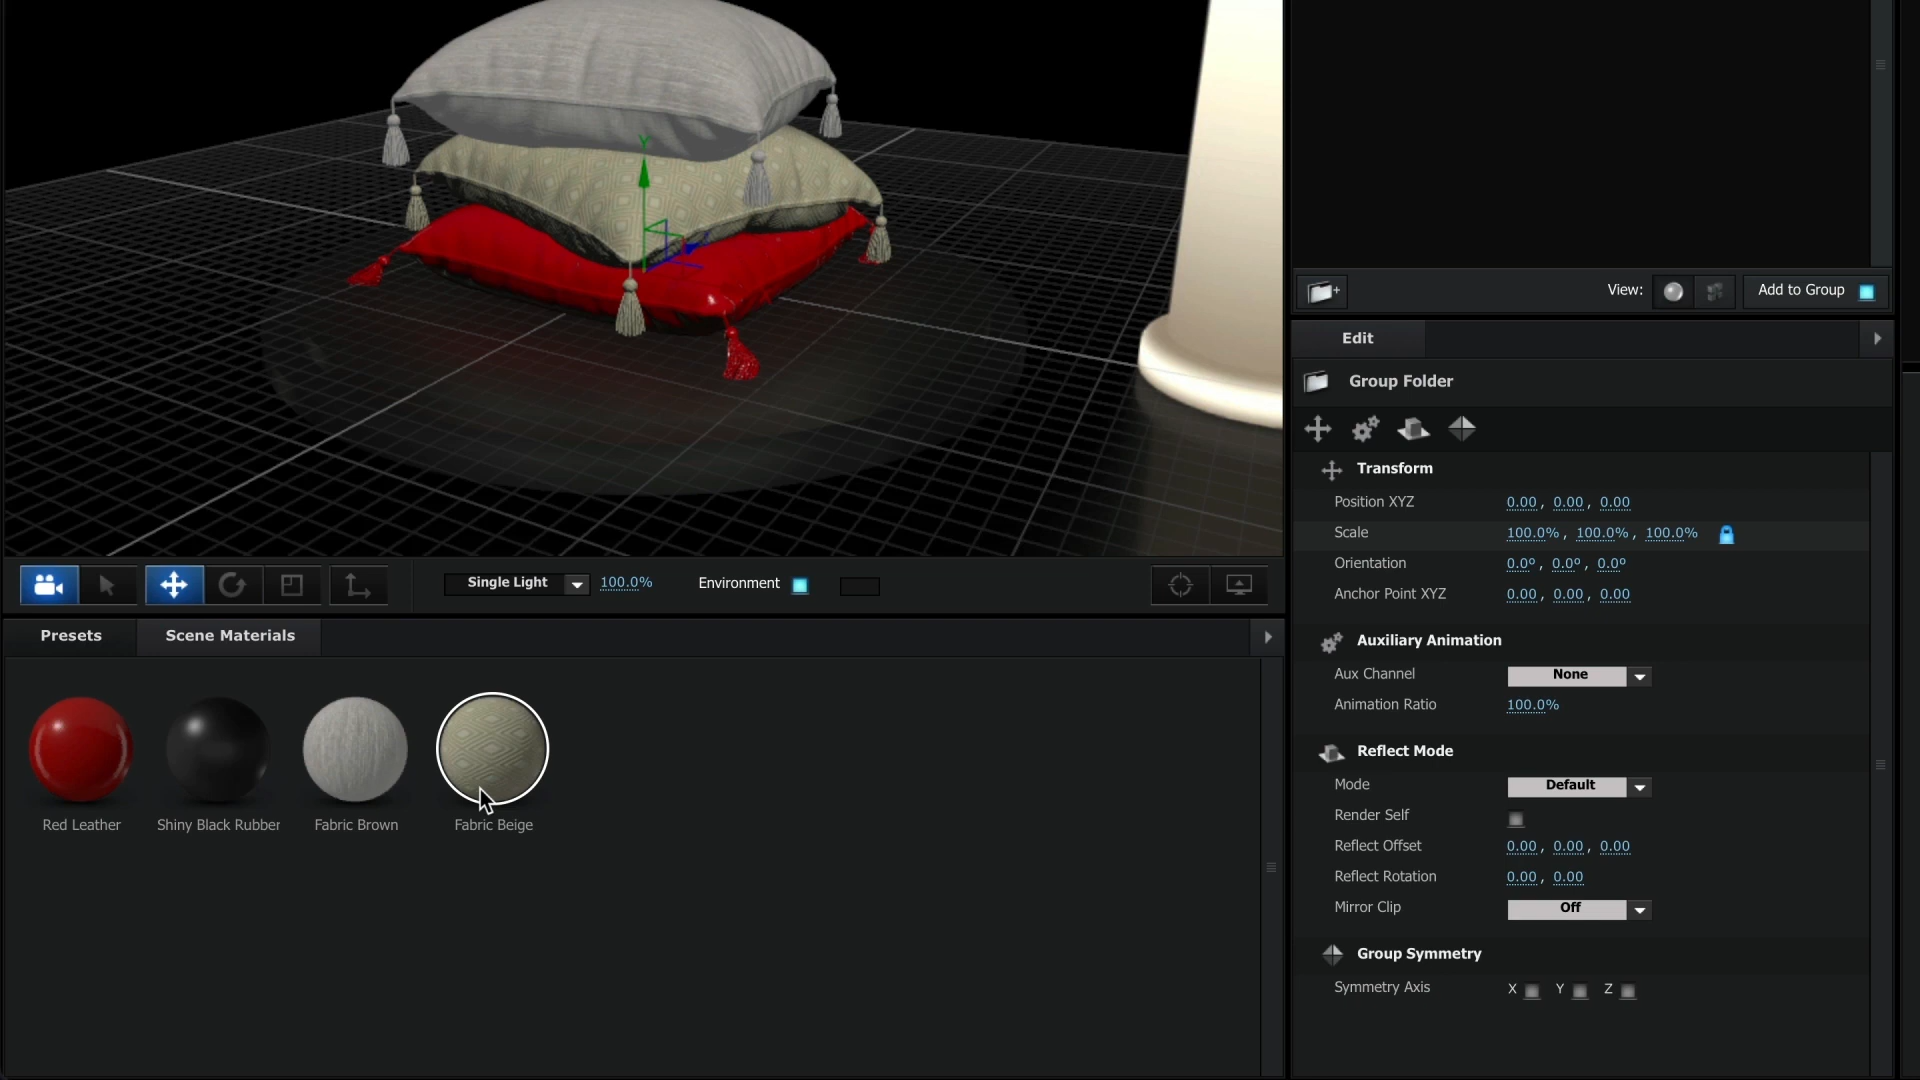 Y
View:
Add to Group
Edit
Group Folder
Transform
Position XYZ 0.00, 0.00, 0.00
Scale 100.0%, 100.0%, 100.0%
Orientation 0.0º, 0.0º, 0.0º
Anchor Point XYZ 0.00, 0.00, 0.00
Auxiliary Animation
Aux Channel None
Animation Ratio 100.0%
Reflect Mode
Mode Default
Render Self
Reflect Offset 0.00, 0.00, 0.00
Reflect Rotation 0.00, 0.00
Mirror Clip Off
Group Symmetry
Symmetry Axis X Y Z
Single Light 100.0% Environment
Presets Scene Materials
Red Leather Shiny Black Rubber Fabric Brown Fabric Beige